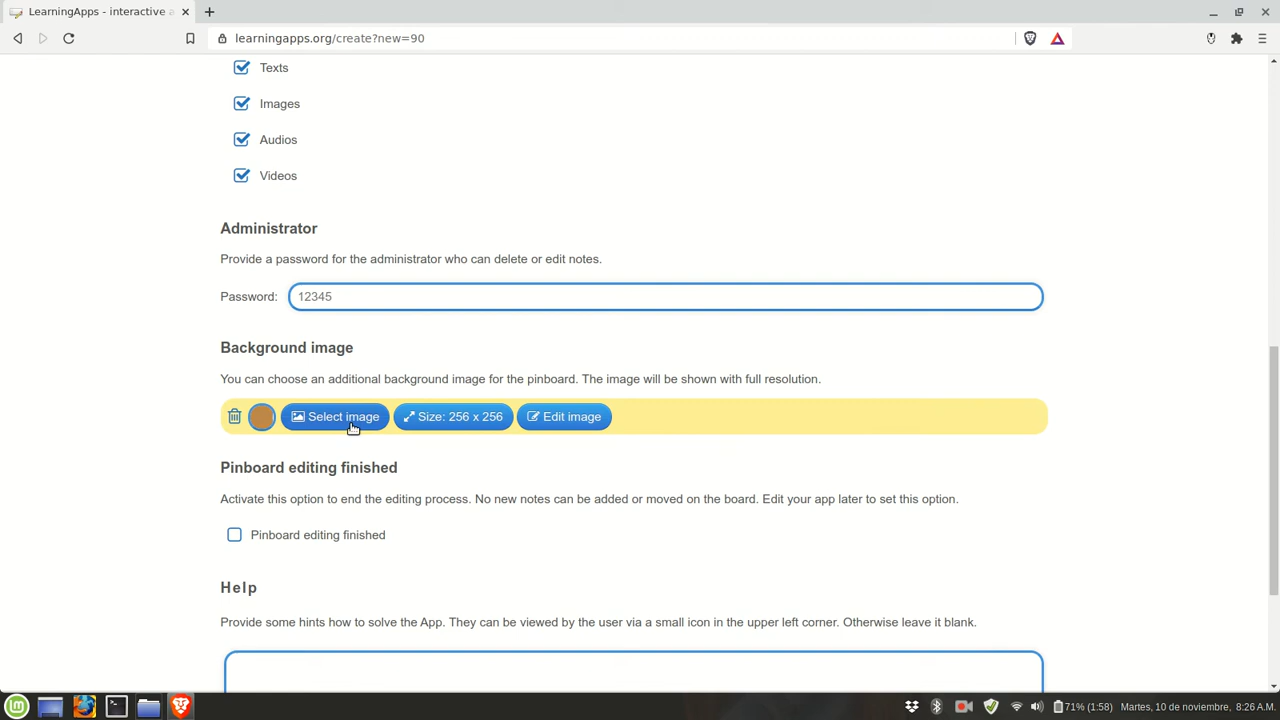 LearningApps - interactive a
learningapps.org/create?new=90
Texts
Images
Audios
Videos
Administrator
Provide a password for the administrator who can delete or edit notes.
Password: 12345
Background image
You can choose an additional background image for the pinboard. The image will be shown with full resolution.
Select image Size: 256 x 256 Edit image
Pinboard editing finished
Activate this option to end the editing process. No new notes can be added or moved on the board. Edit your app later to set this option.
Pinboard editing finished
Help
Provide some hints how to solve the App. They can be viewed by the user via a small icon in the upper left corner. Otherwise leave it blank.
71% (1:58) Martes, 10 de noviembre, 8:26 A.M.